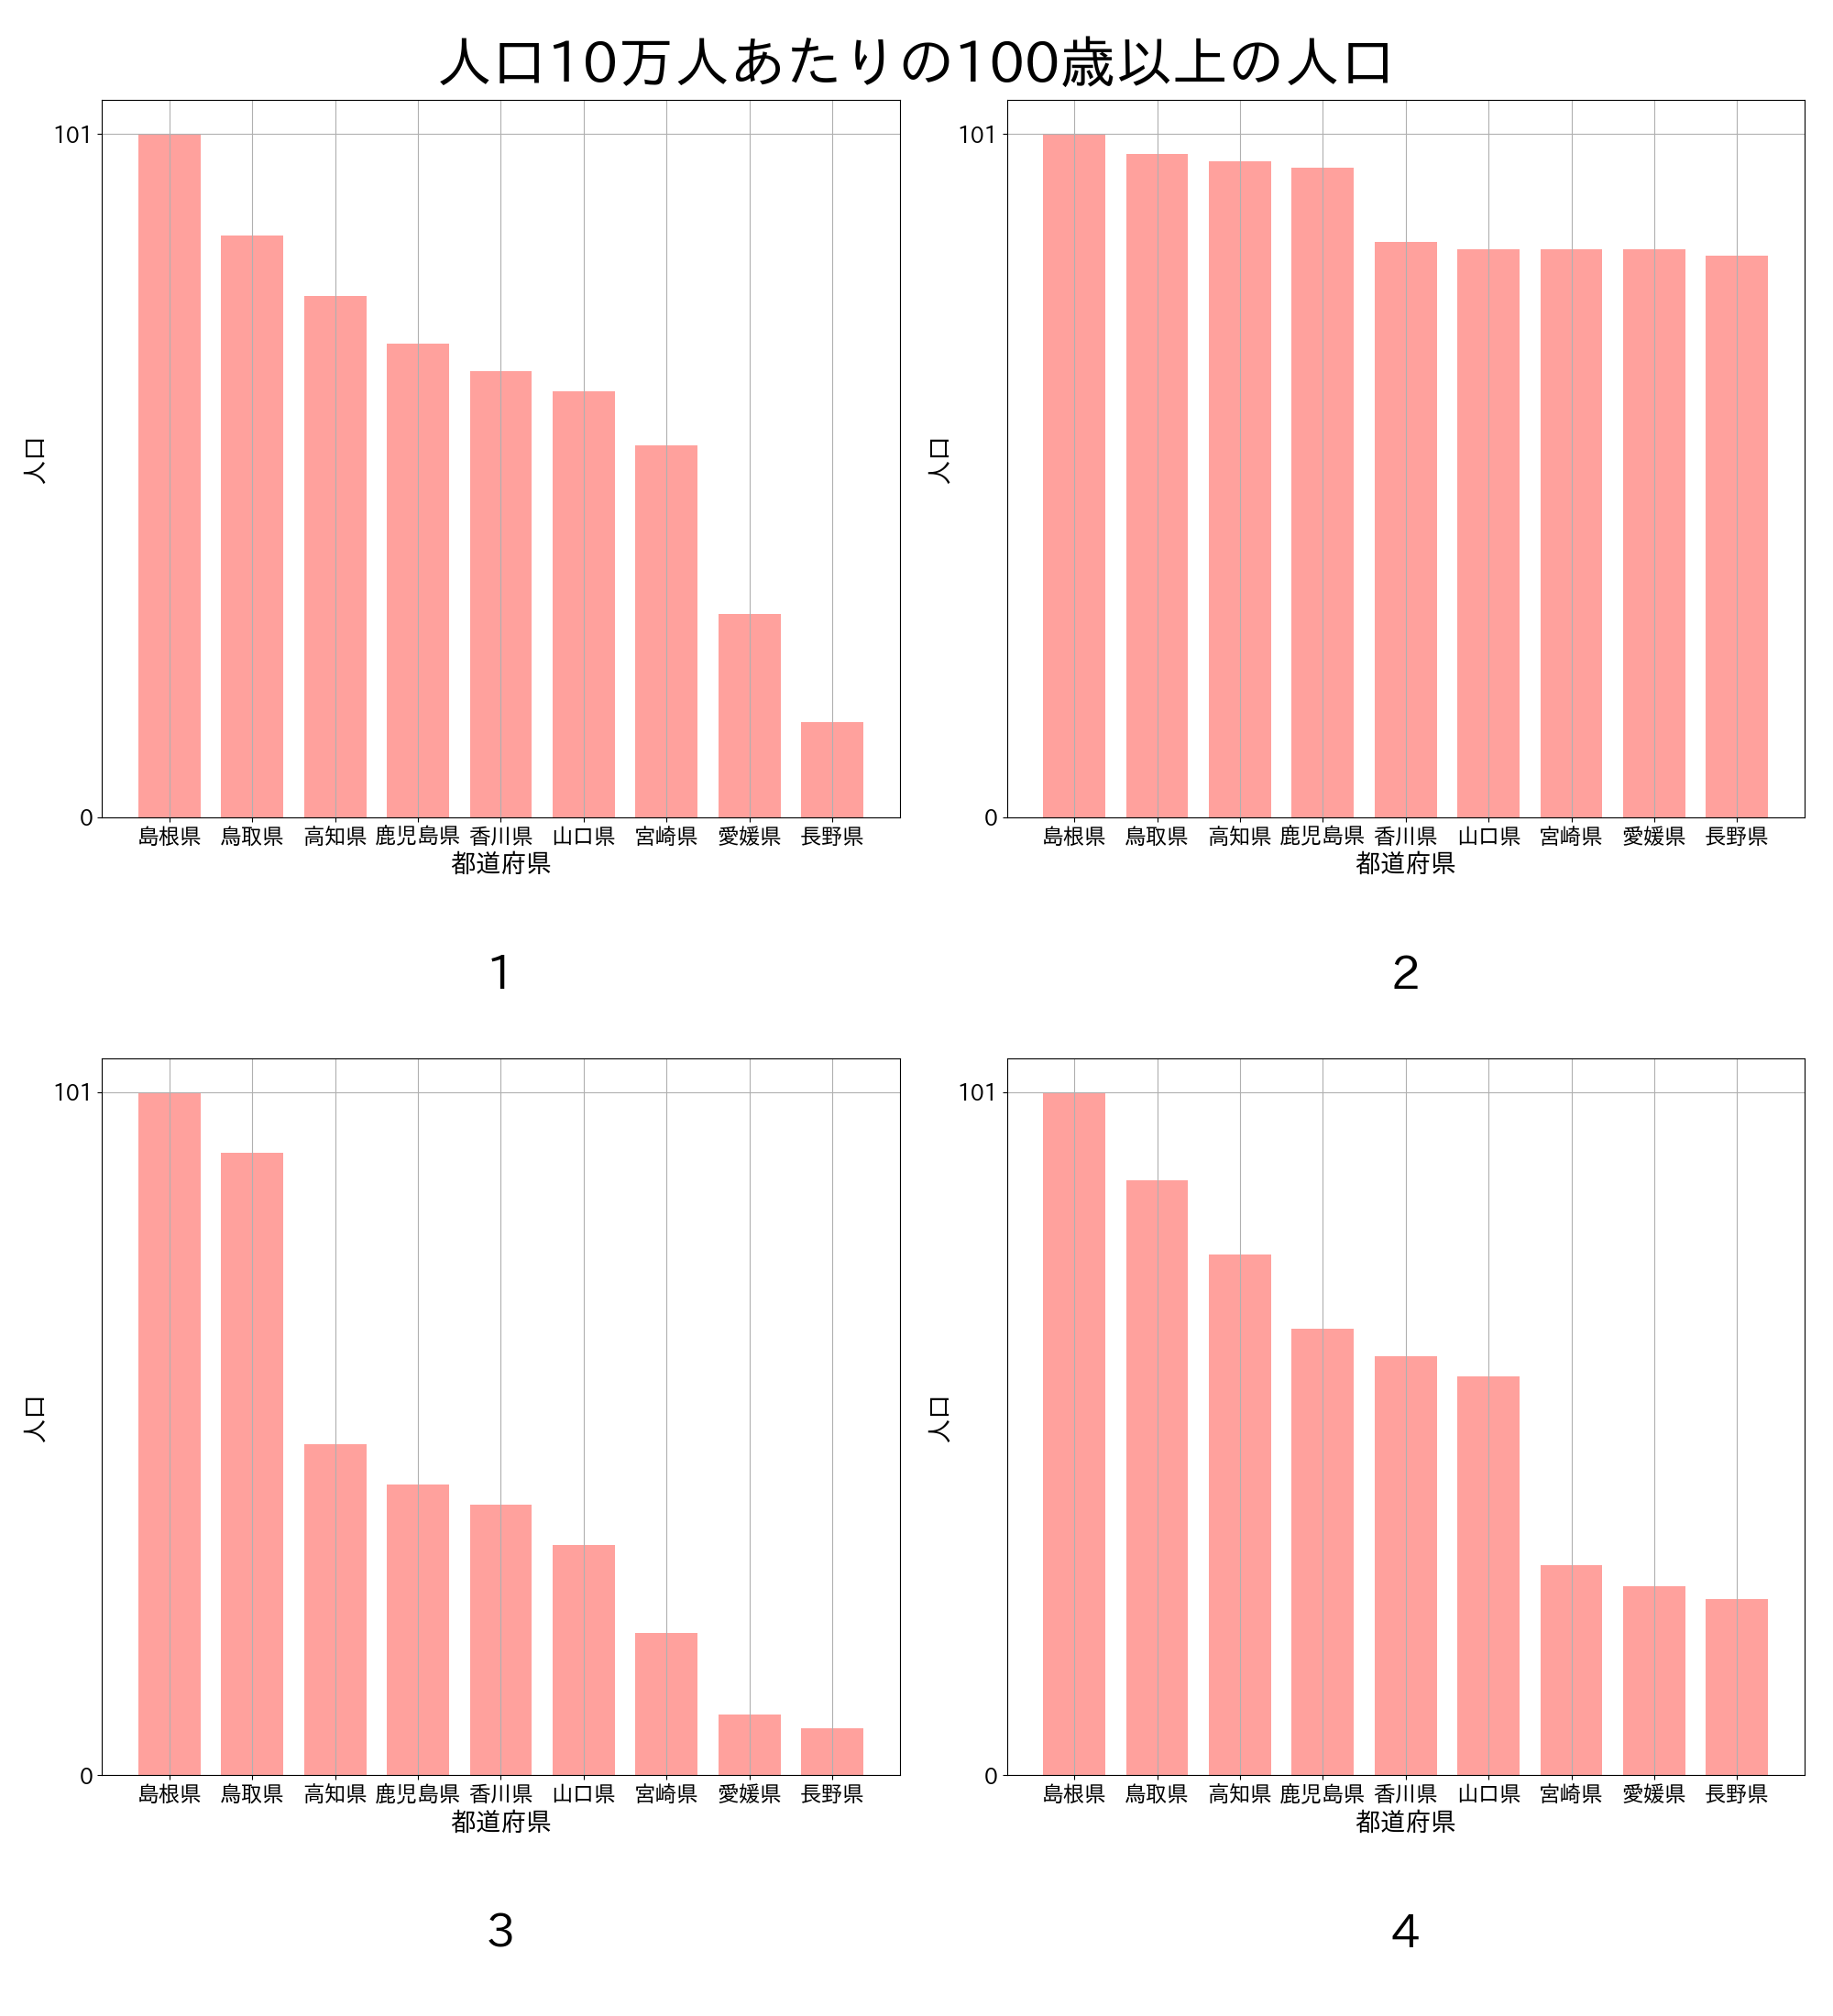 人口10万人あたりの100歳以上の人口
101
0
人口
島根県 鳥取県 高知県 鹿児島県 香川県 山口県 宮崎県 愛媛県 長野県
都道府県
1
101
0
人口
島根県 鳥取県 高知県 鹿児島県 香川県 山口県 宮崎県 愛媛県 長野県
都道府県
2
101
0
人口
島根県 鳥取県 高知県 鹿児島県 香川県 山口県 宮崎県 愛媛県 長野県
都道府県
3
101
0
人口
島根県 鳥取県 高知県 鹿児島県 香川県 山口県 宮崎県 愛媛県 長野県
都道府県
4